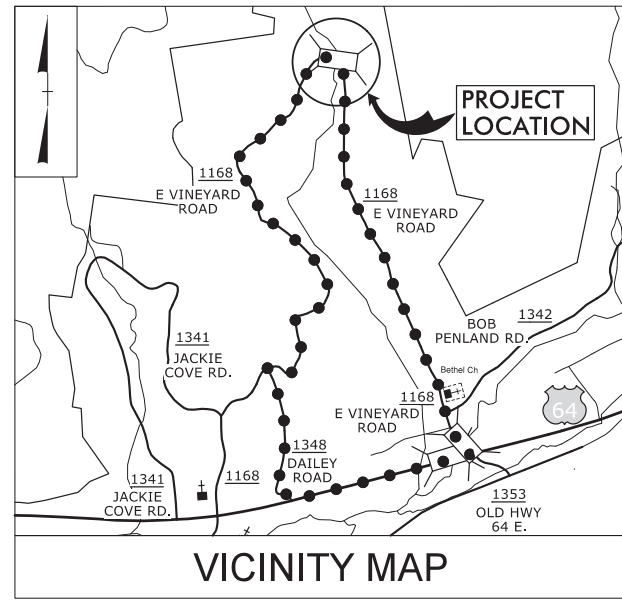 PROJECT
LOCATION
1168
E VINEYARD
ROAD
1168
E VINEYARD
ROAD
1342
BOB
PENLAND RD.
1341
JACKIE
COVE RD.
Bethel Ch
1168
E VINEYARD
ROAD
64
1348
DAILEY
ROAD
1341
JACKIE
COVE RD.
1168
1353
OLD HWY
64 E.
VICINITY MAP